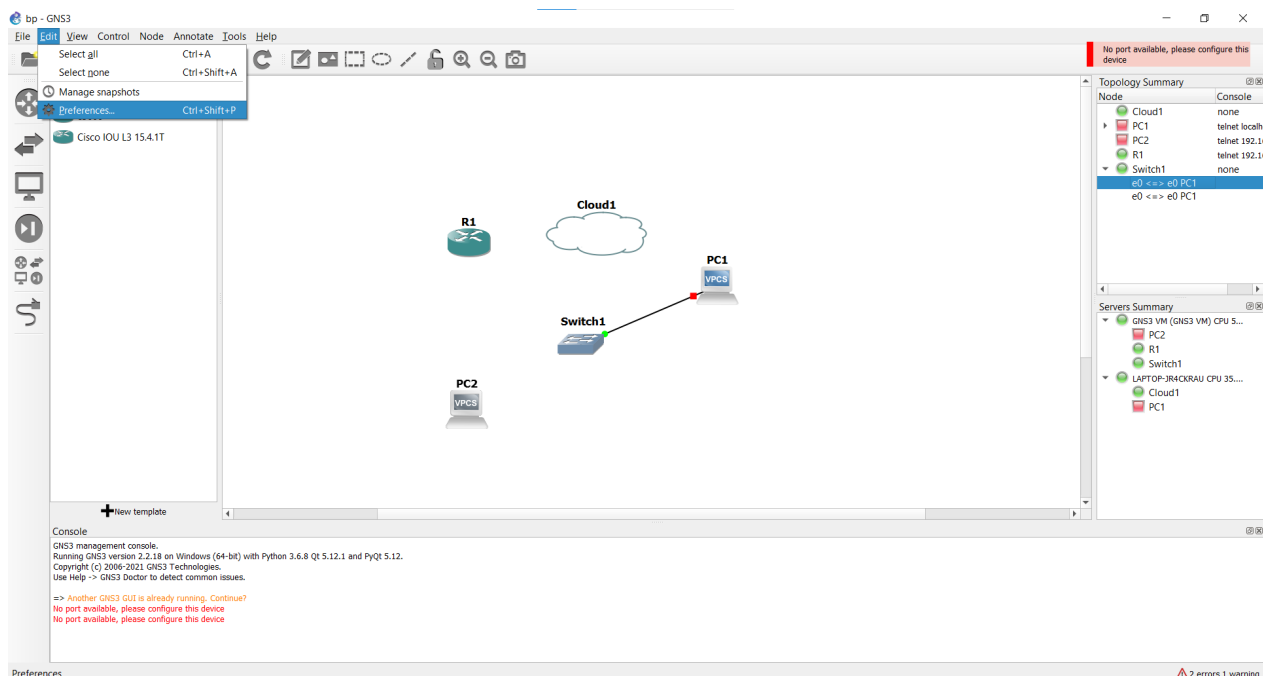 bp - GNS3
File Edit View Control Node Annotate Tools Help
Select all Ctrl+A
Select none Ctrl+Shift+A
Manage snapshots
Preferences... Ctrl+Shift+P
No port available, please configure this
device
Cisco IOU L3 15.4.1T
New template
R1
Cloud1
PC1
VPCS
Switch1
PC2
VPCS
Topology Summary
Node Console
Cloud1 none
PC1 telnet localh
PC2 telnet 192.1
R1 telnet 192.1
Switch1 none
e0 <=> e0 PC1
e0 <=> e0 PC1
Servers Summary
GNS3 VM (GNS3 VM) CPU 5...
PC2
R1
Switch1
LAPTOP-JR4CKRAU CPU 35....
Cloud1
PC1
Console
GNS3 management console.
Running GNS3 version 2.2.18 on Windows (64-bit) with Python 3.6.8 Qt 5.12.1 and PyQt 5.12.
Copyright (c) 2006-2021 GNS3 Technologies.
Use Help -> GNS3 Doctor to detect common issues.
=> Another GNS3 GUI is already running. Continue?
No port available, please configure this device
No port available, please configure this device
Preferences
2 errors 1 warning